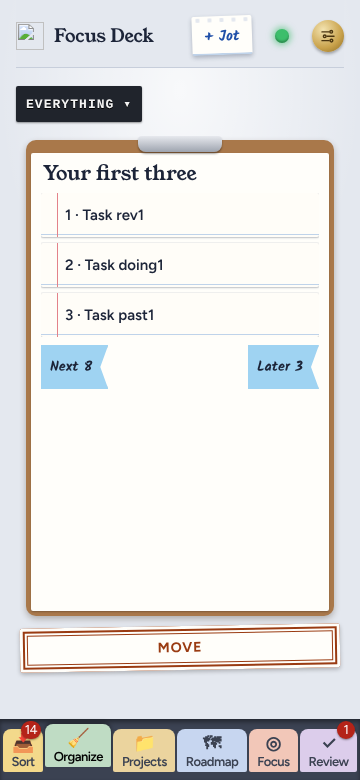 Focus Deck
+ Jot
EVERYTHING ▾
Your first three
1 · Task rev1
2 · Task doing1
3 · Task past1
Next 8
Later 3
MOVE
14
1
Sort
Organize
Projects
Roadmap
Focus
Review